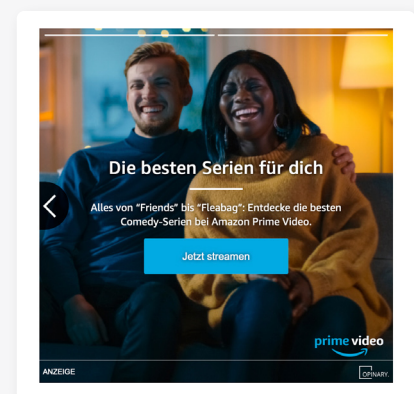 Die besten Serien für dich
Alles von “Friends” bis “Fleabag”: Entdecke die besten
Comedy-Serien bei Amazon Prime Video.
Jetzt streamen
prime video
ANZEIGE
OPINARY.